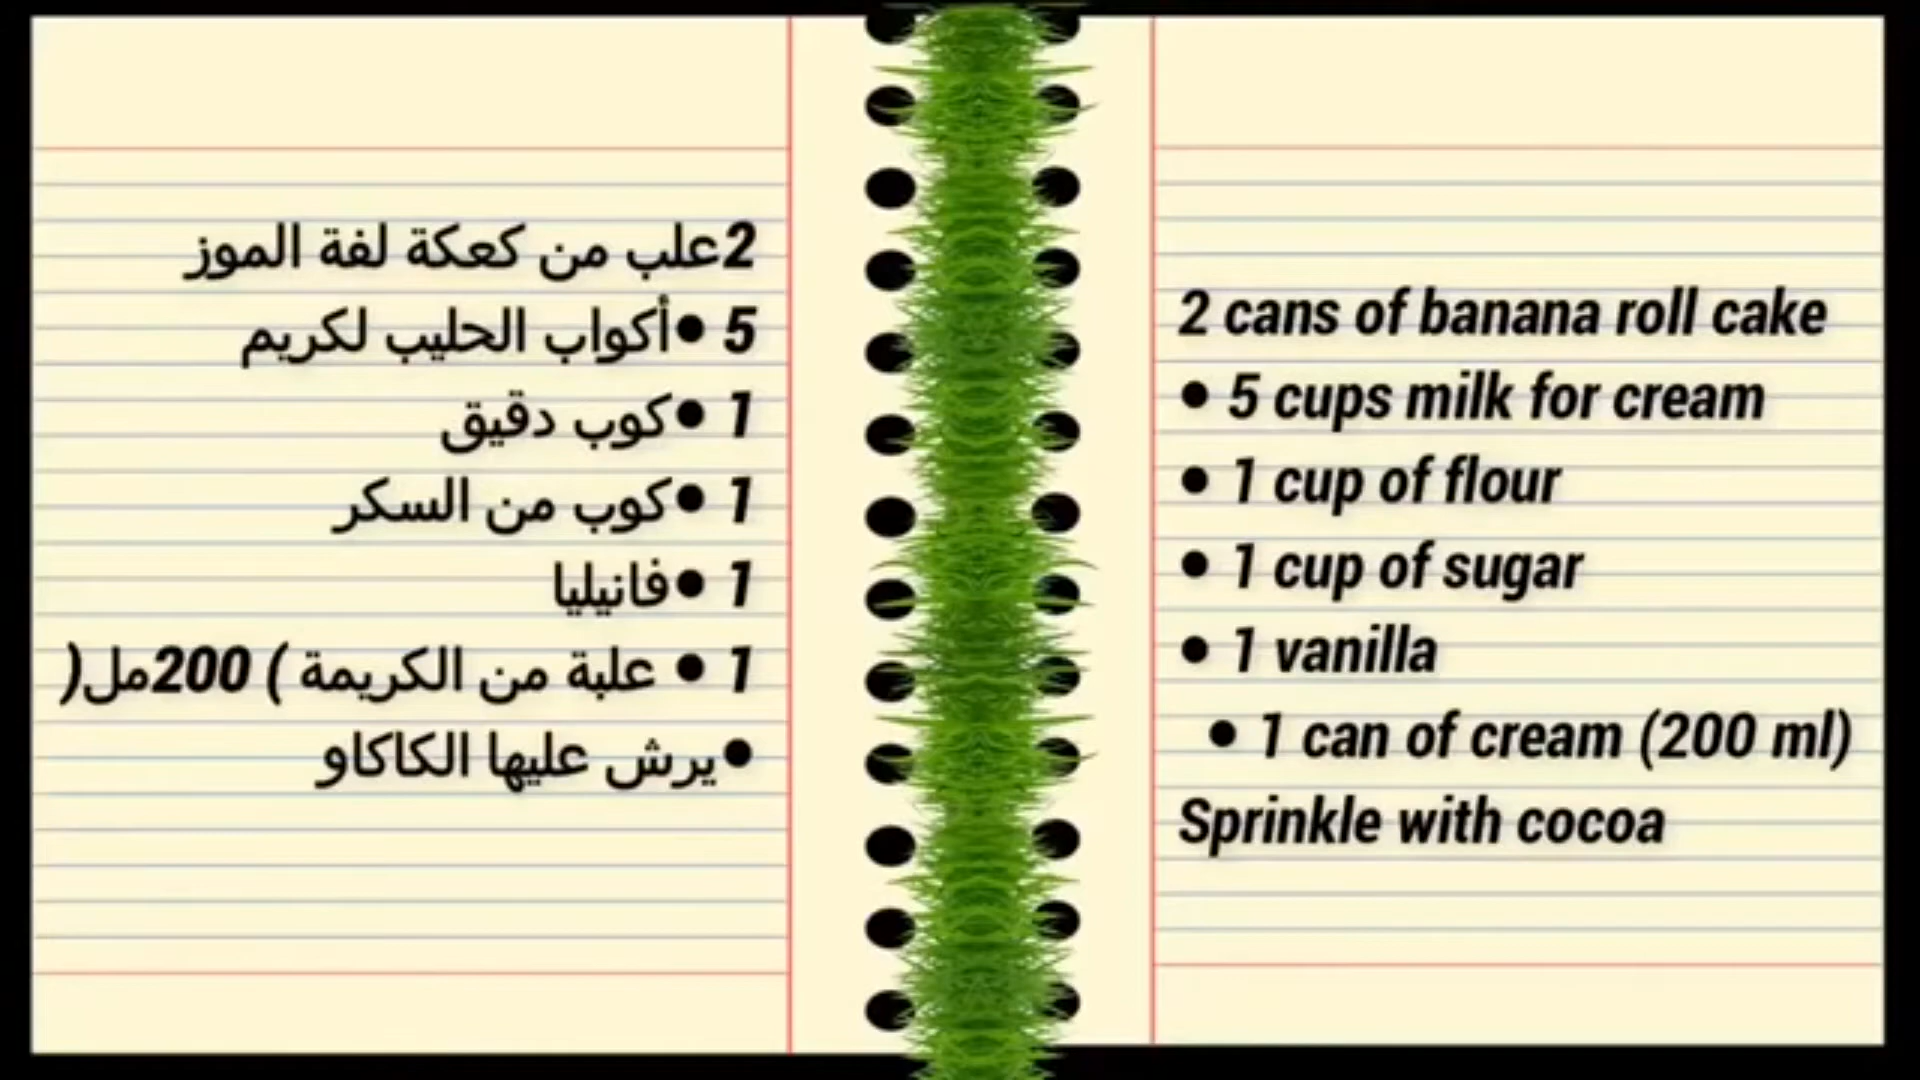 2علب من كعكة لفة الموز
5 ●أكواب الحليب لكريم
1 ●كوب دقيق
1 ●كوب من السكر
1 ●فانيليا
1 ● علبة من الكريمة ) 200مل(
●يرش عليها الكاكاو
2 cans of banana roll cake
● 5 cups milk for cream
● 1 cup of flour
● 1 cup of sugar
● 1 vanilla
● 1 can of cream (200 ml)
Sprinkle with cocoa